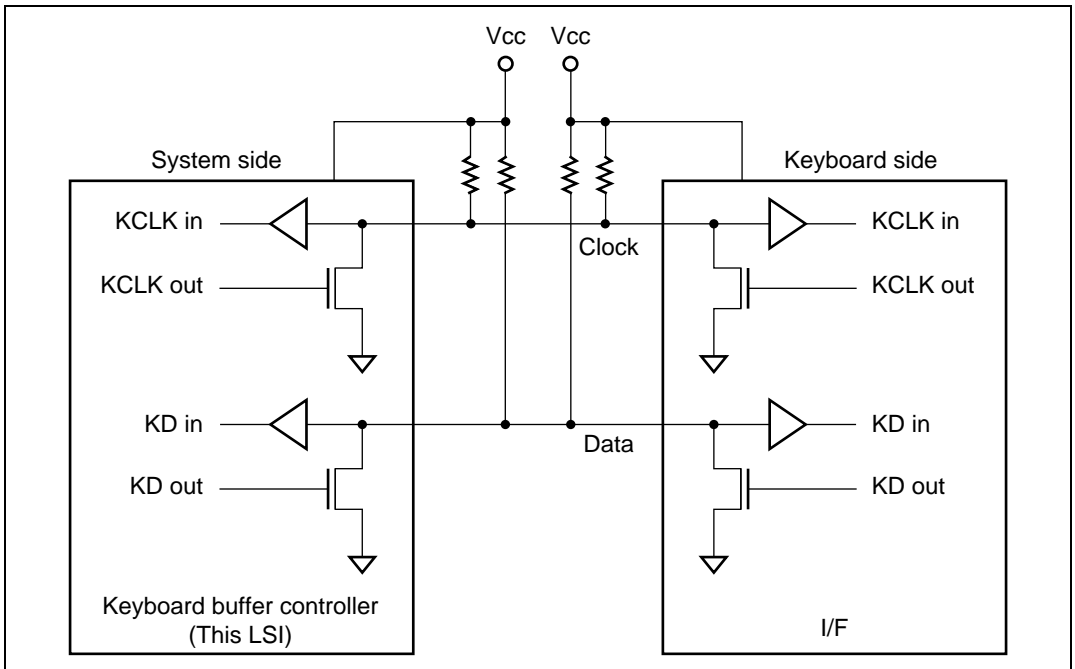 Vcc Vcc
System side
Keyboard side
KCLK in
KCLK in
Clock
KCLK out
KCLK out
KD in
KD in
Data
KD out
KD out
Keyboard buffer controller
(This LSI)
I/F